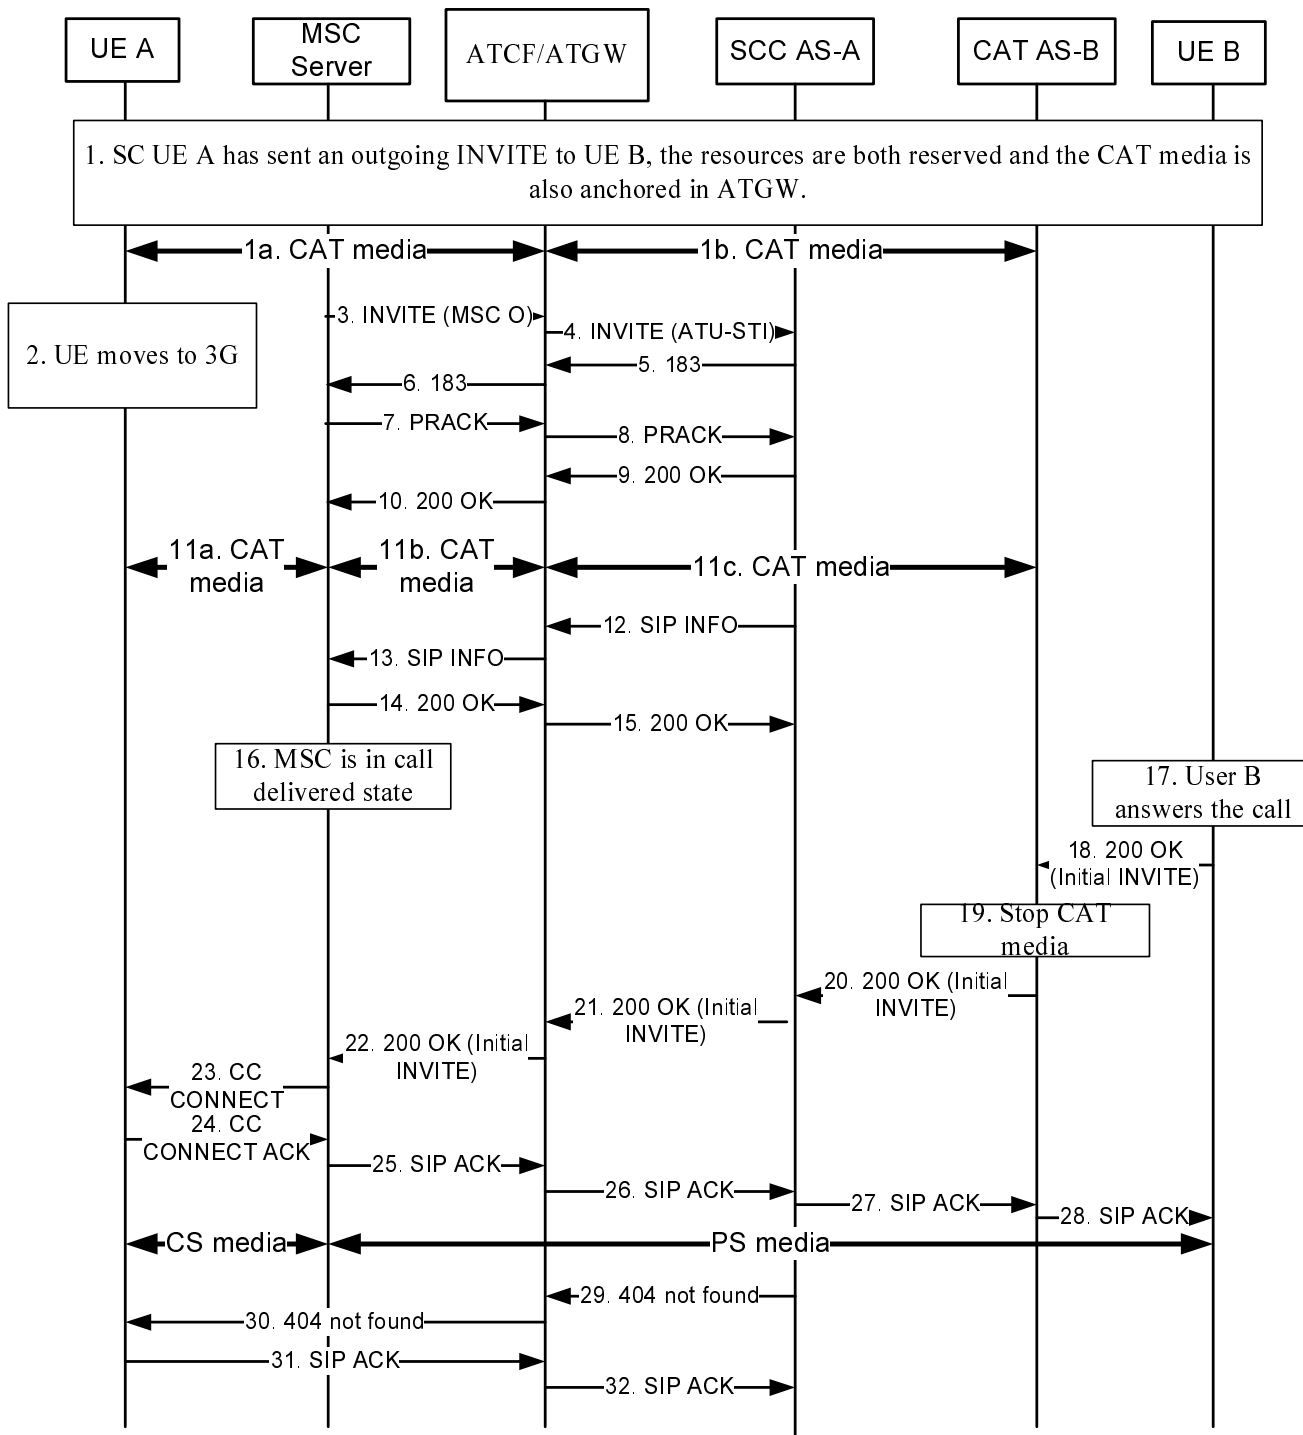 UE A
MSC
Server
ATCF/ATGW
SCC AS-A
CAT AS-B
UE B
1. SC UE A has sent an outgoing INVITE to UE B, the resources are both reserved and the CAT media is
also anchored in ATGW.
1a. CAT media
1b. CAT media
2. UE moves to 3G
3. INVITE (MSC O)
4. INVITE (ATU-STI)
5. 183
6. 183
7. PRACK
8. PRACK
9. 200 OK
10. 200 OK
11a. CAT
media
11b. CAT
media
11c. CAT media
12. SIP INFO
13. SIP INFO
14. 200 OK
15. 200 OK
16. MSC is in call
delivered state
17. User B
answers the call
18. 200 OK
(Initial INVITE)
19. Stop CAT
media
20. 200 OK (Initial
INVITE)
21. 200 OK (Initial
INVITE)
22. 200 OK (Initial
INVITE)
23. CC
CONNECT
24. CC
CONNECT ACK
25. SIP ACK
26. SIP ACK
27. SIP ACK
28. SIP ACK
CS media
PS media
29. 404 not found
30. 404 not found
31. SIP ACK
32. SIP ACK